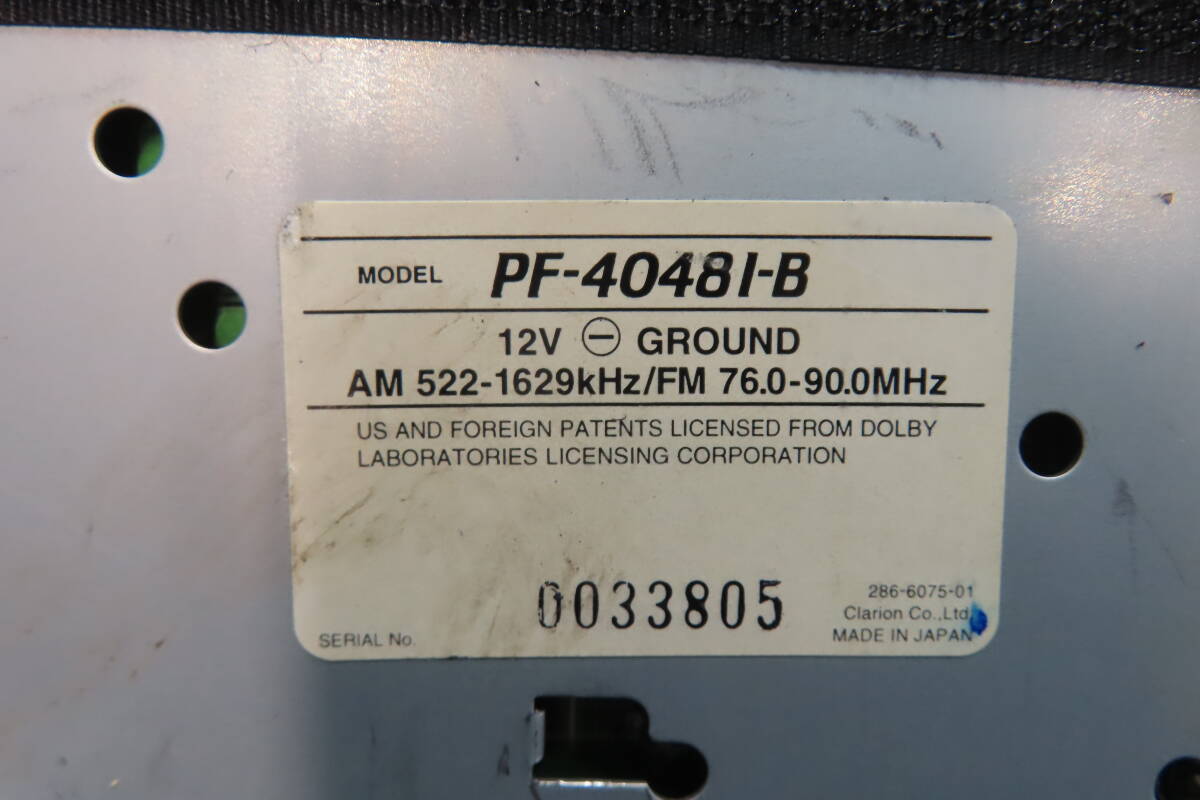 MODEL PF-4048I-B
12V ⊖ GROUND
AM 522-1629kHz/FM 76.0-90.0MHz
US AND FOREIGN PATENTS LICENSED FROM DOLBY
LABORATORIES LICENSING CORPORATION
0033805
SERIAL No.
286-6075-01
Clarion Co.,Ltd.
MADE IN JAPAN